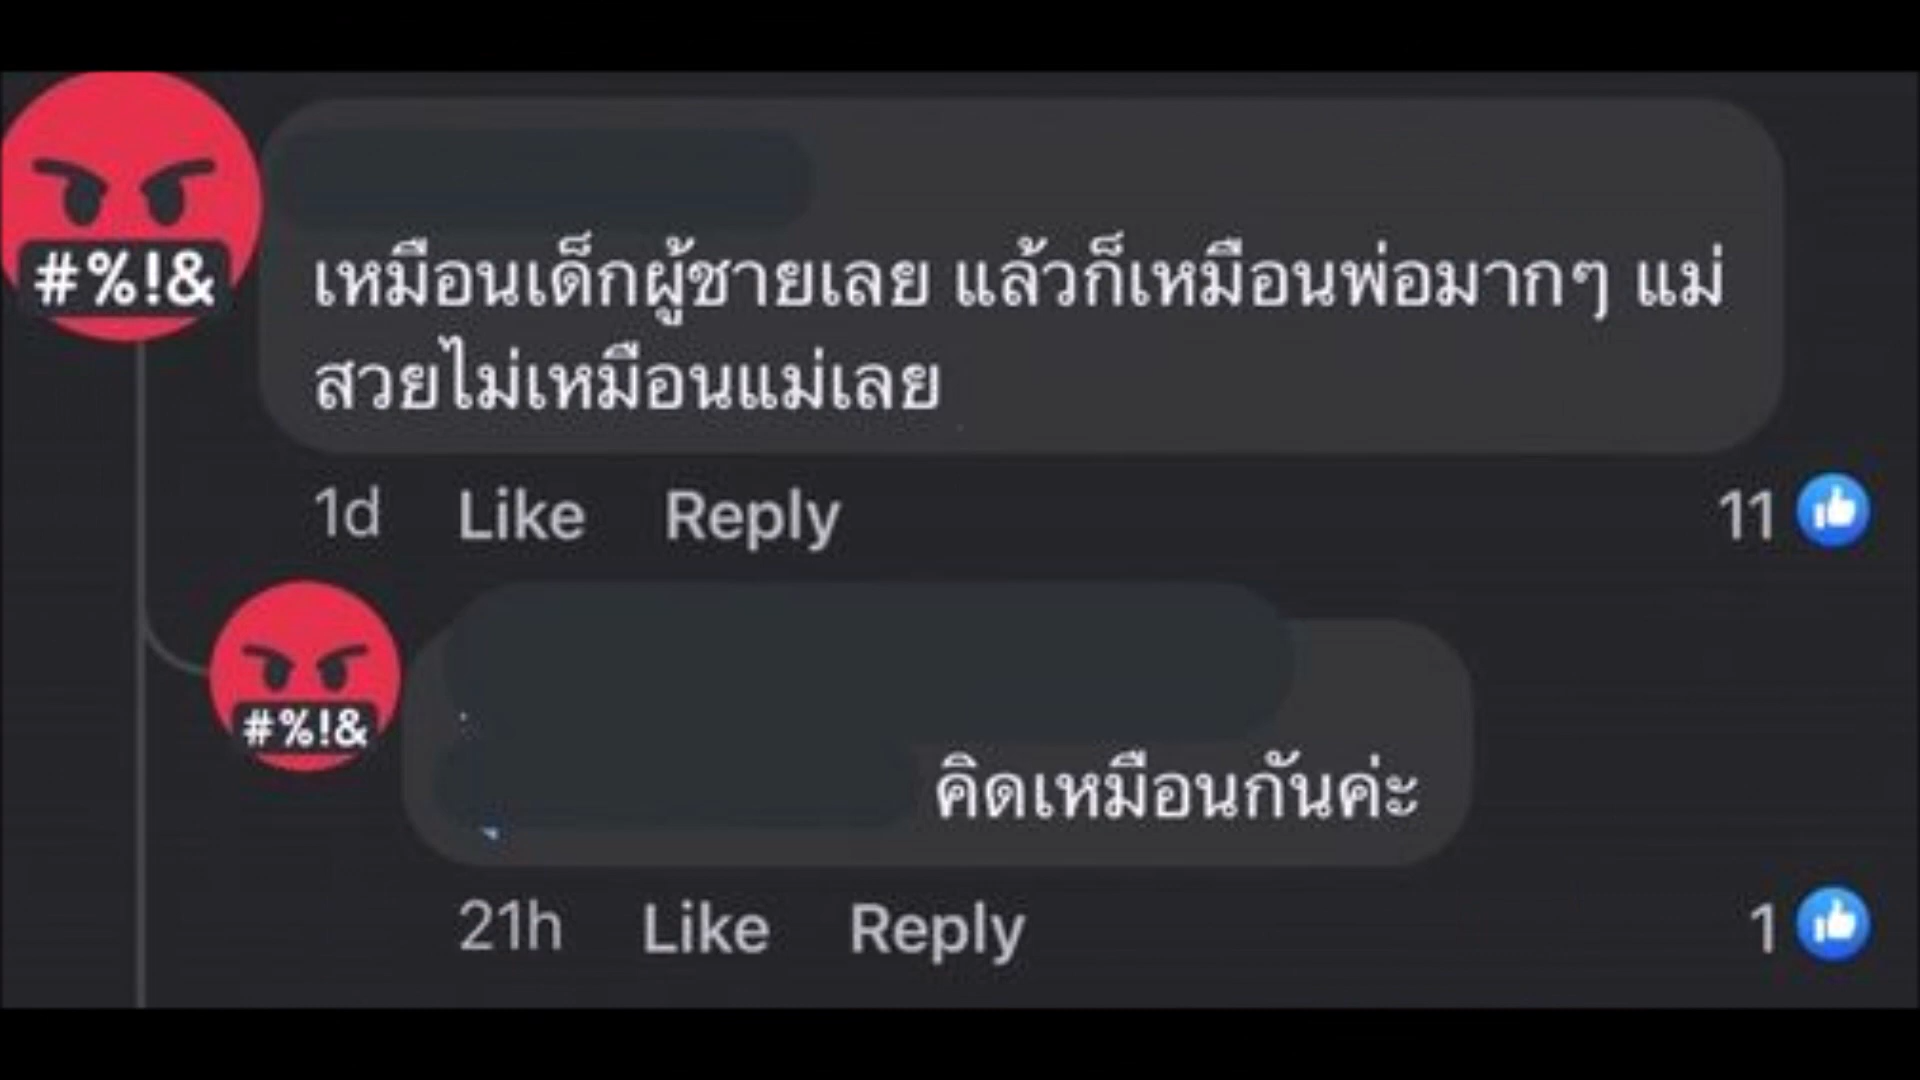 #%!&
เหมือนเด็กผู้ชายเลย แล้วก็เหมือนพ่อมากๆ แม่
สวยไม่เหมือนแม่เลย
1d Like Reply 11
#%!&
คิดเหมือนกันค่ะ
21h Like Reply 1